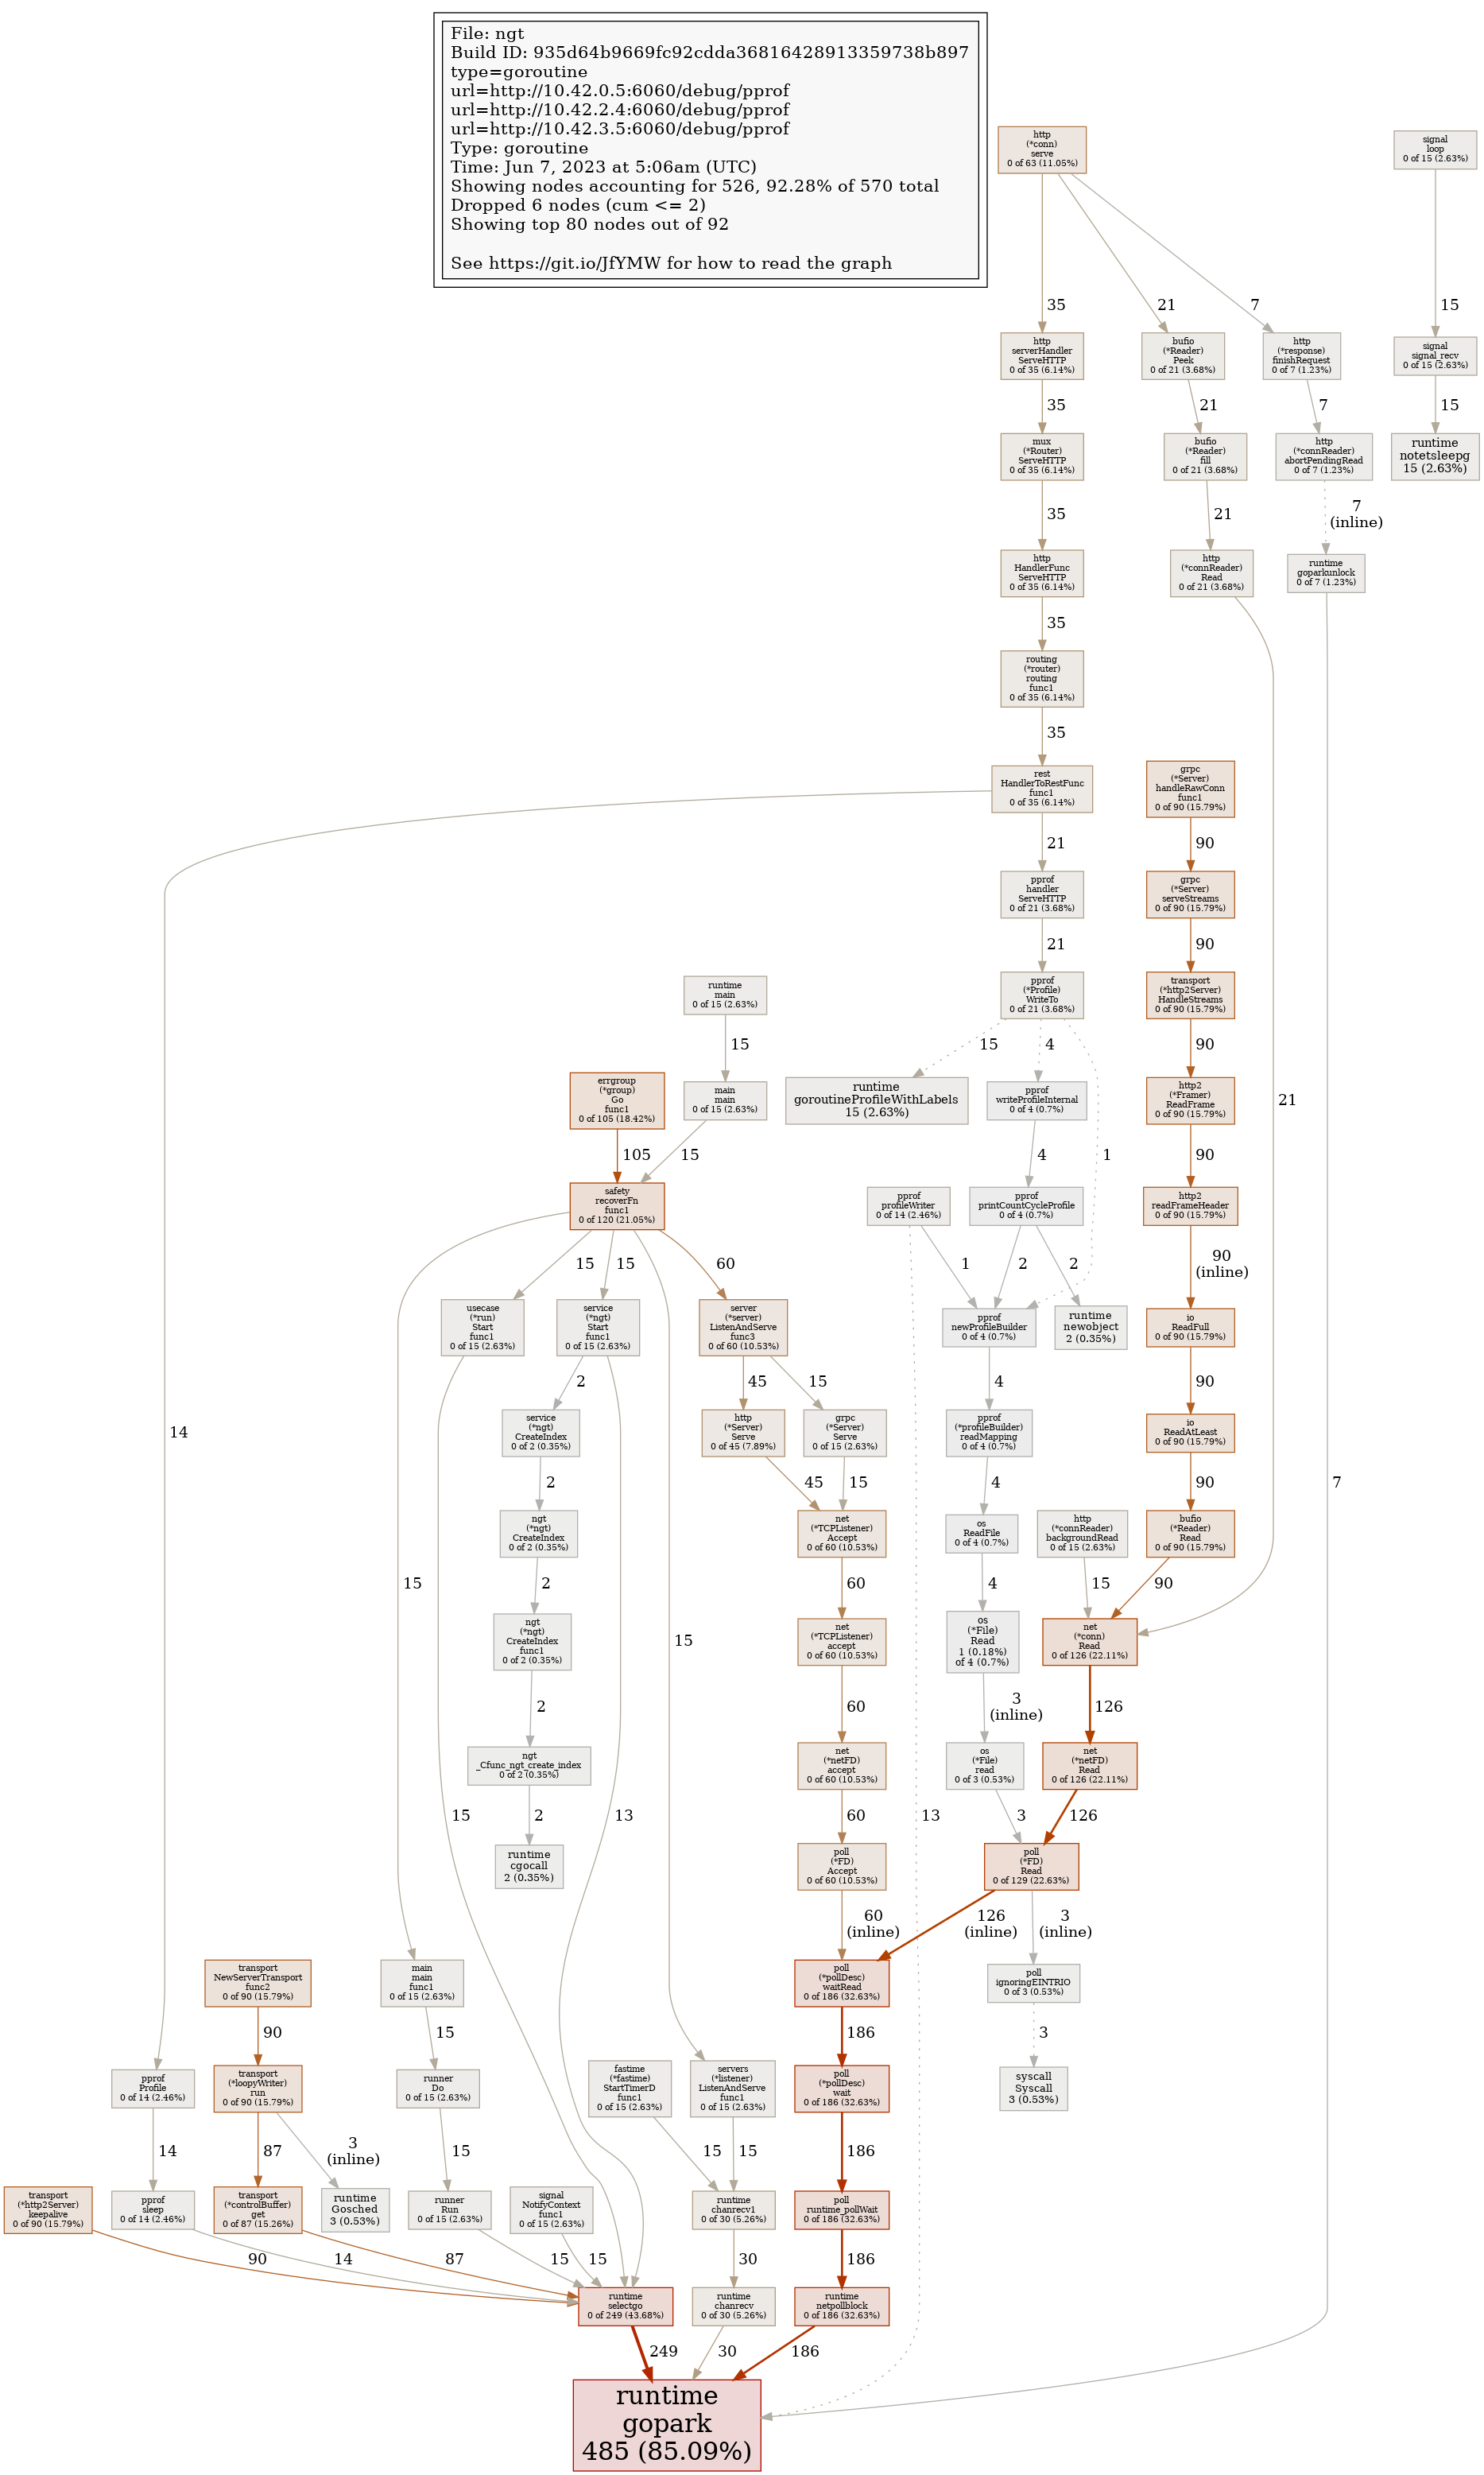 File: ngt
Build ID: 935d64b9669fc92cdda36816428913359738b897
type=goroutine
url=http://10.42.0.5:6060/debug/pprof
url=http://10.42.2.4:6060/debug/pprof
url=http://10.42.3.5:6060/debug/pprof
Type: goroutine
Time: Jun 7, 2023 at 5:06am (UTC)
Showing nodes accounting for 526, 92.28% of 570 total
Dropped 6 nodes (cum <= 2)
Showing top 80 nodes out of 92
See https://git.io/JfYMW for how to read the graph
http
(*conn)
serve
0 of 63 (11.05%)
signal
loop
0 of 15 (2.63%)
35
21
7
15
http
serverHandler
ServeHTTP
0 of 35 (6.14%)
bufio
(*Reader)
Peek
0 of 21 (3.68%)
http
(*response)
finishRequest
0 of 7 (1.23%)
signal
signal_recv
0 of 15 (2.63%)
35
21
7
15
mux
(*Router)
ServeHTTP
0 of 35 (6.14%)
bufio
(*Reader)
fill
0 of 21 (3.68%)
http
(*connReader)
abortPendingRead
0 of 7 (1.23%)
runtime
notetsleepg
15 (2.63%)
35
21
7
(inline)
http
HandlerFunc
ServeHTTP
0 of 35 (6.14%)
http
(*connReader)
Read
0 of 21 (3.68%)
runtime
goparkunlock
0 of 7 (1.23%)
35
routing
(*router)
routing
func1
0 of 35 (6.14%)
35
rest
HandlerToRestFunc
func1
0 of 35 (6.14%)
grpc
(*Server)
handleRawConn
func1
0 of 90 (15.79%)
21
90
pprof
handler
ServeHTTP
0 of 21 (3.68%)
grpc
(*Server)
serveStreams
0 of 90 (15.79%)
21
90
runtime
main
0 of 15 (2.63%)
pprof
(*Profile)
WriteTo
0 of 21 (3.68%)
transport
(*http2Server)
HandleStreams
0 of 90 (15.79%)
15
15
4
90
errgroup
(*group)
Go
func1
0 of 105 (18.42%)
main
main
0 of 15 (2.63%)
runtime
goroutineProfileWithLabels
15 (2.63%)
pprof
writeProfileInternal
0 of 4 (0.7%)
http2
(*Framer)
ReadFrame
0 of 90 (15.79%)
21
105
15
4
1
90
safety
recoverFn
func1
0 of 120 (21.05%)
pprof
profileWriter
0 of 14 (2.46%)
pprof
printCountCycleProfile
0 of 4 (0.7%)
http2
readFrameHeader
0 of 90 (15.79%)
15
15
60
1
2
2
90
(inline)
usecase
(*run)
Start
func1
0 of 15 (2.63%)
service
(*ngt)
Start
func1
0 of 15 (2.63%)
server
(*server)
ListenAndServe
func3
0 of 60 (10.53%)
pprof
newProfileBuilder
0 of 4 (0.7%)
runtime
newobject
2 (0.35%)
io
ReadFull
0 of 90 (15.79%)
2
45
15
4
90
14
service
(*ngt)
CreateIndex
0 of 2 (0.35%)
http
(*Server)
Serve
0 of 45 (7.89%)
grpc
(*Server)
Serve
0 of 15 (2.63%)
pprof
(*profileBuilder)
readMapping
0 of 4 (0.7%)
io
ReadAtLeast
0 of 90 (15.79%)
7
2
45
15
4
90
ngt
(*ngt)
CreateIndex
0 of 2 (0.35%)
net
(*TCPListener)
Accept
0 of 60 (10.53%)
os
ReadFile
0 of 4 (0.7%)
http
(*connReader)
backgroundRead
0 of 15 (2.63%)
bufio
(*Reader)
Read
0 of 90 (15.79%)
15
2
60
4
15
90
ngt
(*ngt)
CreateIndex
func1
0 of 2 (0.35%)
15
net
(*TCPListener)
accept
0 of 60 (10.53%)
os
(*File)
Read
1 (0.18%)
of 4 (0.7%)
net
(*conn)
Read
0 of 126 (22.11%)
2
60
3
(inline)
126
ngt
_Cfunc_ngt_create_index
0 of 2 (0.35%)
net
(*netFD)
accept
0 of 60 (10.53%)
os
(*File)
read
0 of 3 (0.53%)
net
(*netFD)
Read
0 of 126 (22.11%)
15
2
13
60
13
3
126
runtime
cgocall
2 (0.35%)
poll
(*FD)
Accept
0 of 60 (10.53%)
poll
(*FD)
Read
0 of 129 (22.63%)
60
(inline)
126
(inline)
3
(inline)
transport
NewServerTransport
func2
0 of 90 (15.79%)
main
main
func1
0 of 15 (2.63%)
poll
(*pollDesc)
waitRead
0 of 186 (32.63%)
poll
ignoringEINTRIO
0 of 3 (0.53%)
90
15
186
3
pprof
Profile
0 of 14 (2.46%)
transport
(*loopyWriter)
run
0 of 90 (15.79%)
runner
Do
0 of 15 (2.63%)
fastime
(*fastime)
StartTimerD
func1
0 of 15 (2.63%)
servers
(*listener)
ListenAndServe
func1
0 of 15 (2.63%)
poll
(*pollDesc)
wait
0 of 186 (32.63%)
syscall
Syscall
3 (0.53%)
14
87
3
(inline)
15
15
15
186
transport
(*http2Server)
keepalive
0 of 90 (15.79%)
pprof
sleep
0 of 14 (2.46%)
transport
(*controlBuffer)
get
0 of 87 (15.26%)
runtime
Gosched
3 (0.53%)
runner
Run
0 of 15 (2.63%)
signal
NotifyContext
func1
0 of 15 (2.63%)
runtime
chanrecv1
0 of 30 (5.26%)
poll
runtime_pollWait
0 of 186 (32.63%)
90
14
87
15
15
30
186
runtime
selectgo
0 of 249 (43.68%)
runtime
chanrecv
0 of 30 (5.26%)
runtime
netpollblock
0 of 186 (32.63%)
249
30
186
runtime
gopark
485 (85.09%)